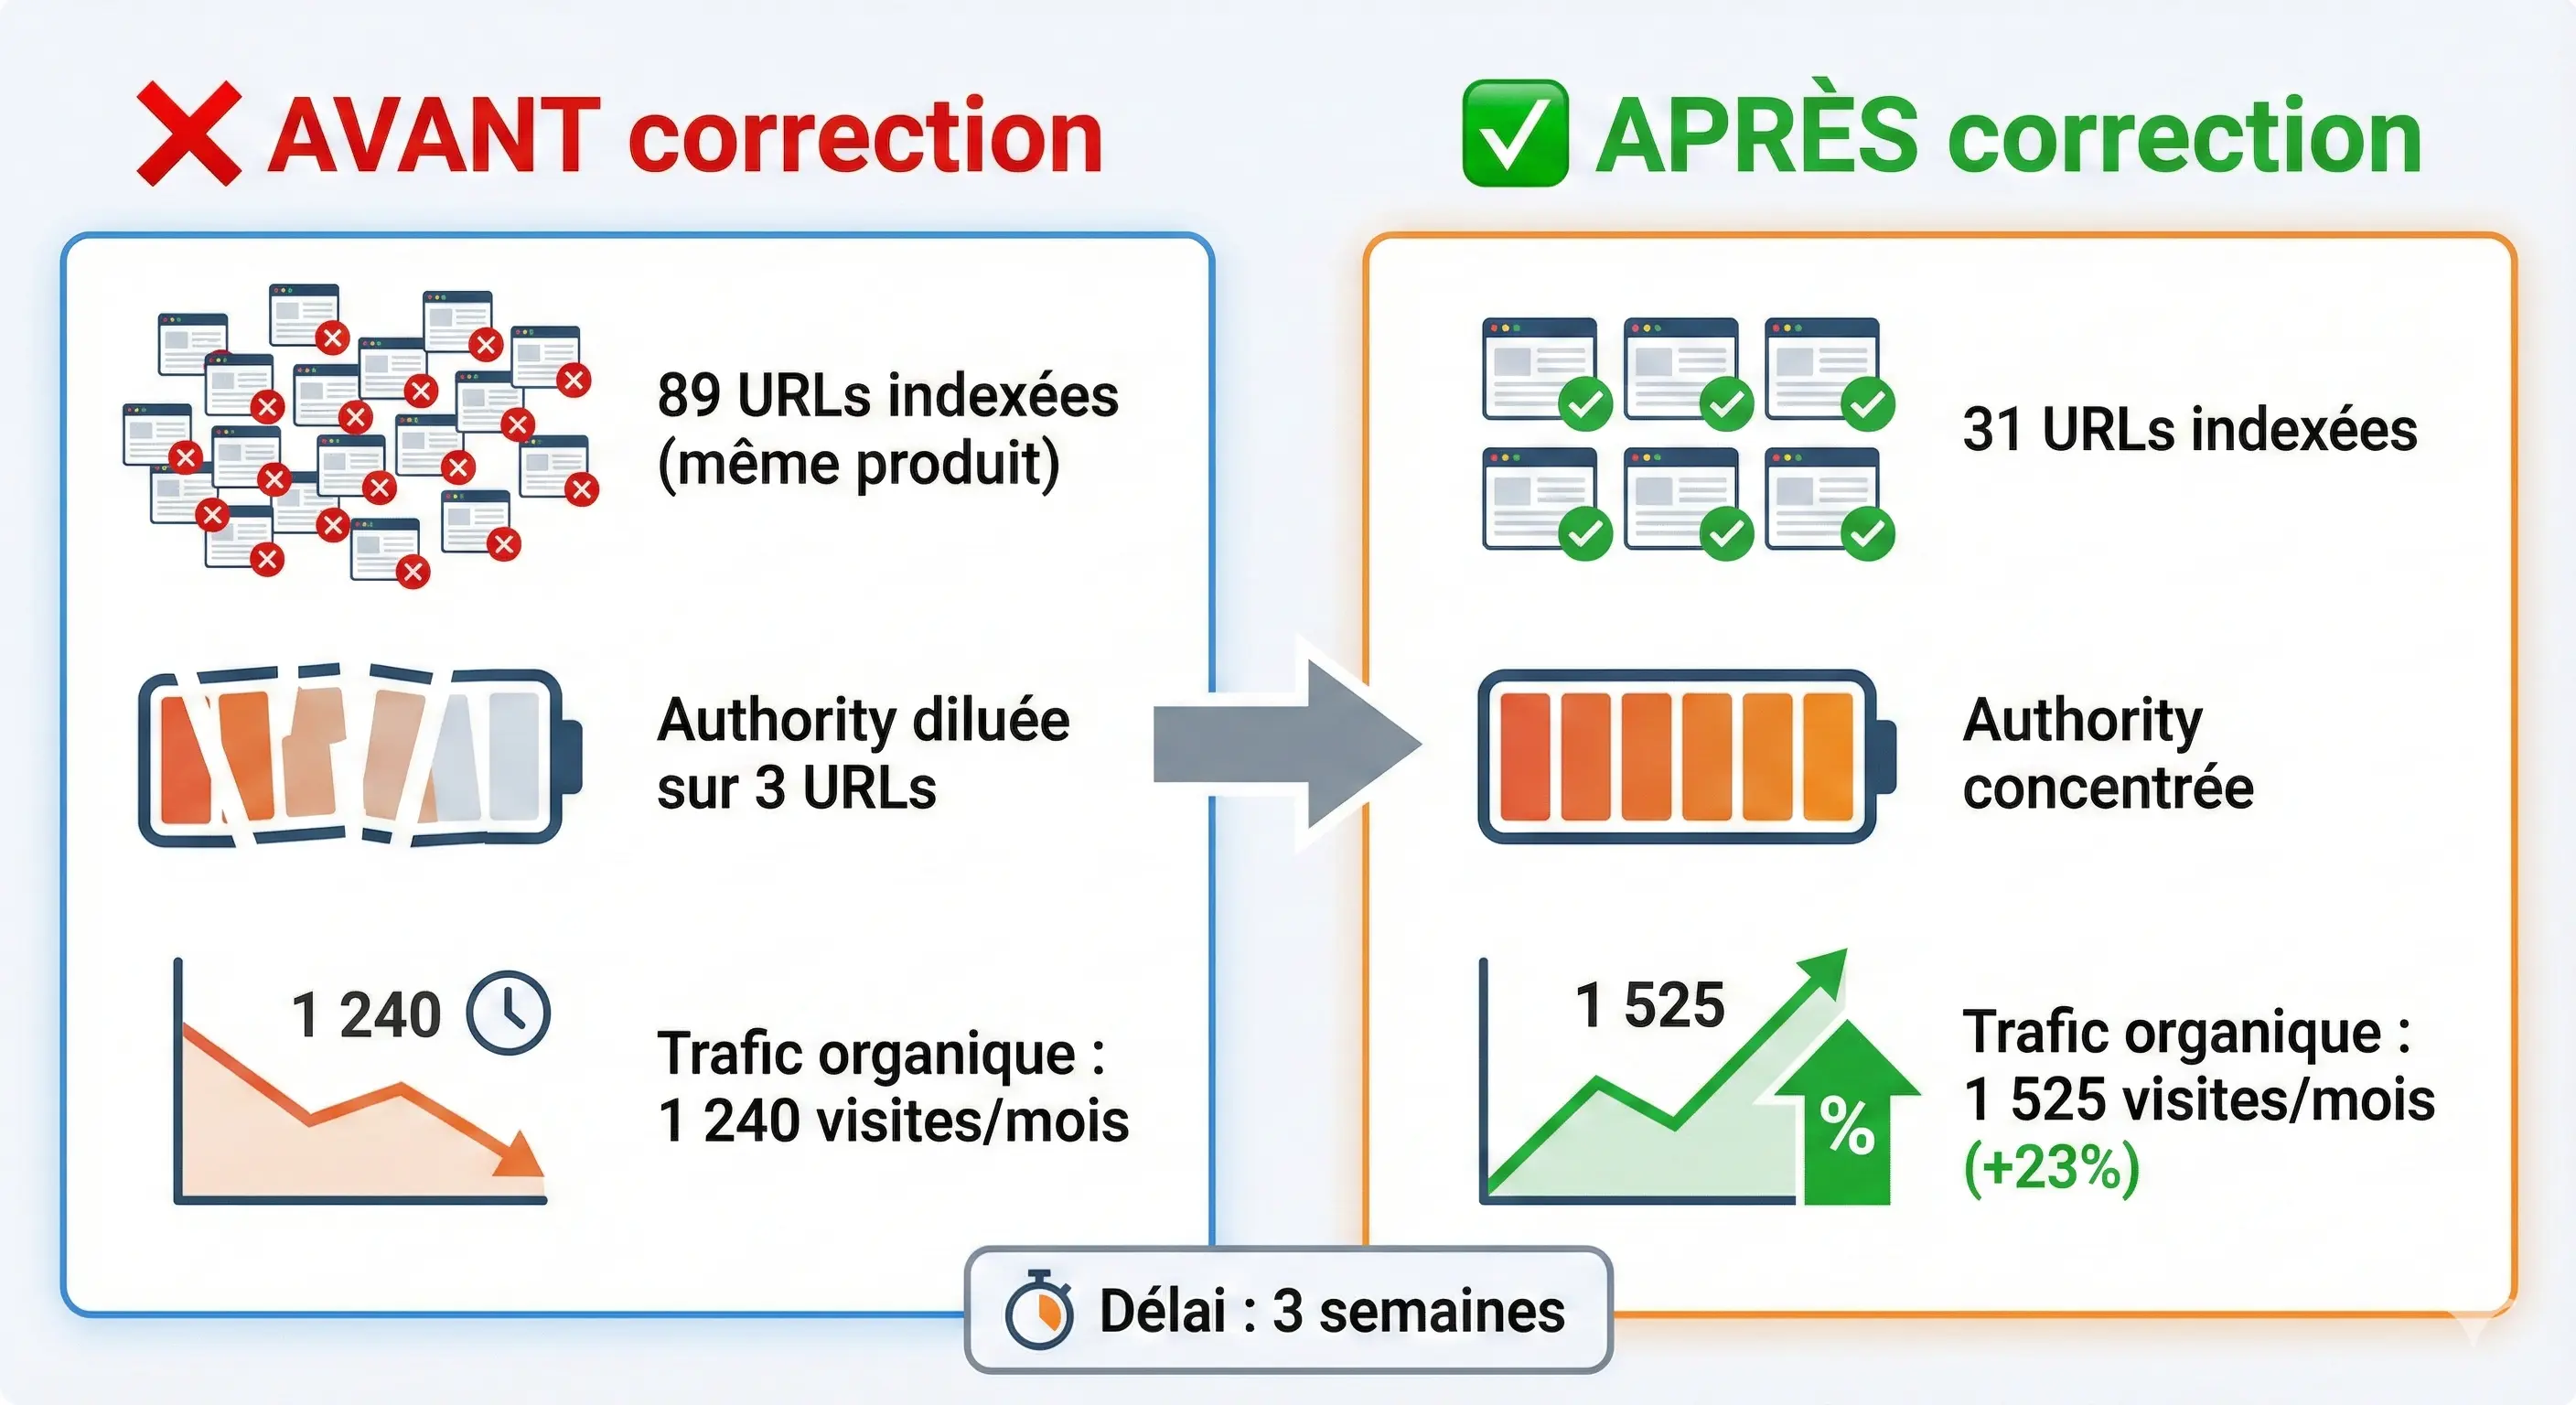 AVANT correction
89 URLs indexées
(même produit)
Authority diluée
sur 3 URLs
1 240
Trafic organique :
1 240 visites/mois
APRÈS correction
31 URLs indexées
Authority
concentrée
1 525
%
Trafic organique :
1 525 visites/mois
(+23%)
Délai : 3 semaines